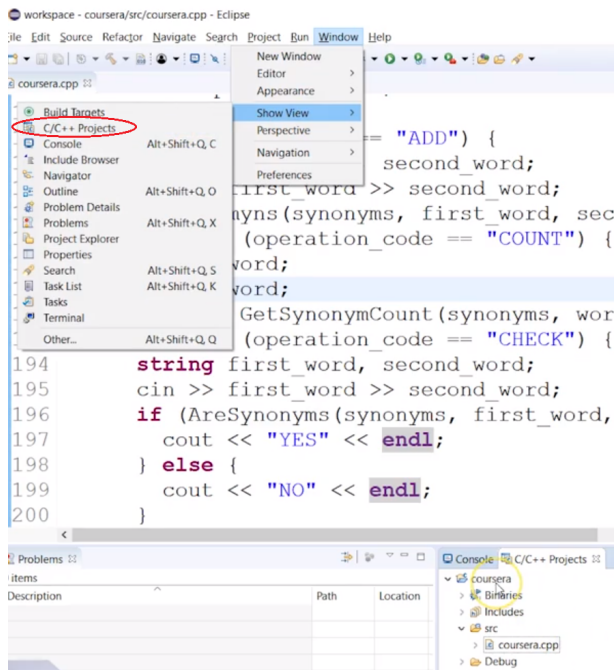 workspace - coursera/src/coursera.cpp - Eclipse
File Edit Source Refactor Navigate Search Project Run Window Help
coursera.cpp
New Window
Editor
Appearance
Show View
Perspective
Navigation
Preferences
Build Targets
C/C++ Projects
Console Alt+Shift+Q, C
Include Browser
Navigator
Outline Alt+Shift+Q, O
Problem Details
Problems Alt+Shift+Q, X
Project Explorer
Properties
Search Alt+Shift+Q, S
Task List Alt+Shift+Q, K
Tasks
Terminal
Other... Alt+Shift+Q, Q
== "ADD") {
second_word;
first_word >> second_word;
(synonyms, first_word, sec
(operation_code == "COUNT") {
word;
word;
GetSynonymCount(synonyms, wor
(operation_code == "CHECK") {
194 string first_word, second_word;
195 cin >> first_word >> second_word;
196 if (AreSynonyms(synonyms, first_word,
197 cout << "YES" << endl;
198 } else {
199 cout << "NO" << endl;
200 }
Problems
items
Description Path Location
Console C/C++ Projects
coursera
Binaries
Includes
src
coursera.cpp
Debug